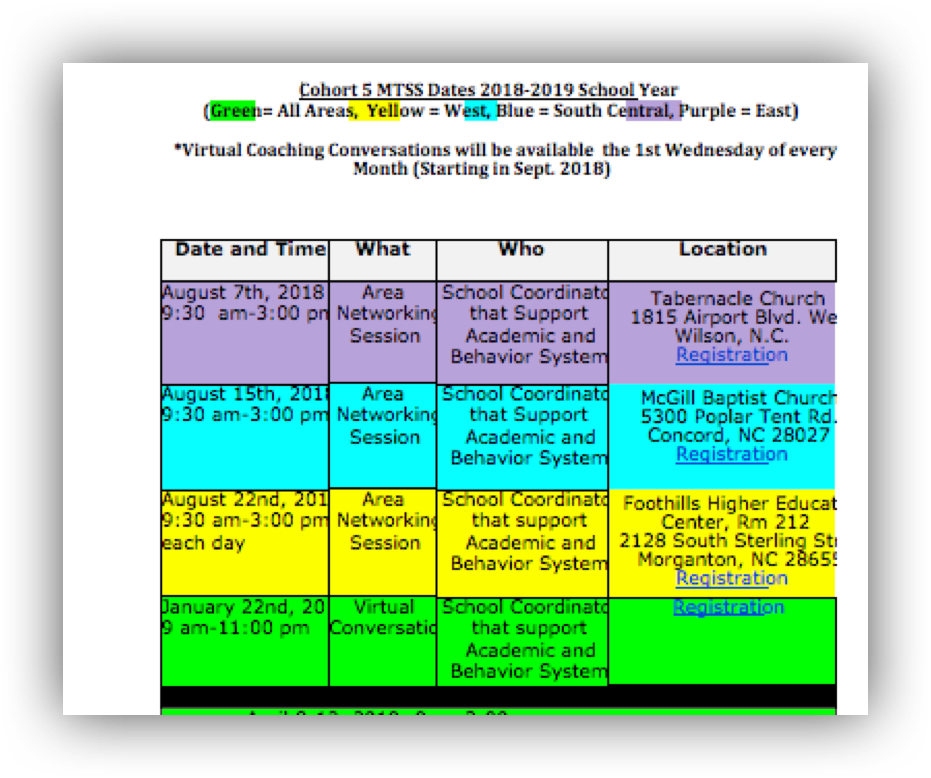 Cohort 5 MTSS Dates 2018-2019 School Year
(Green= All Areas, Yellow = West, Blue = South Central, Purple = East)
*Virtual Coaching Conversations will be available the 1st Wednesday of every
Month (Starting in Sept. 2018)
Date and Time
What
Who
Location
August 7th, 2018
9:30 am-3:00 pm
Area
Networking
Session
School Coordinato
that Support
Academic and
Behavior System
Tabernacle Church
1815 Airport Blvd. We
Wilson, N.C.
Registration
August 15th, 201
9:30 am-3:00 pm
Area
Networking
Session
School Coordinato
that Support
Academic and
Behavior System
McGill Baptist Church
5300 Poplar Tent Rd.
Concord, NC 28027
Registration
August 22nd, 201
9:30 am-3:00 pm
each day
Area
Networking
Session
School Coordinato
that support
Academic and
Behavior System
Foothills Higher Educat
Center, Rm 212
2128 South Sterling Str
Morganton, NC 28655
Registration
January 22nd, 20
9 am-11:00 pm
Virtual
Conversatio
School Coordinato
that support
Academic and
Behavior System
Registration